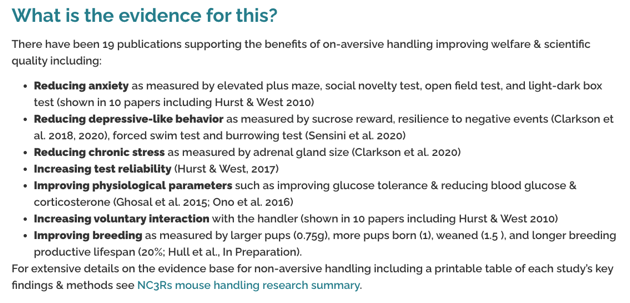 What is the evidence for this?
There have been 19 publications supporting the benefits of on-aversive handling improving welfare & scientific
quality including:
• Reducing anxiety as measured by elevated plus maze, social novelty test, open field test, and light-dark box
test (shown in 10 papers including Hurst & West 2010)
• Reducing depressive-like behavior as measured by sucrose reward, resilience to negative events (Clarkson et
al. 2018, 2020), forced swim test and burrowing test (Sensini et al. 2020)
• Reducing chronic stress as measured by adrenal gland size (Clarkson et al. 2020)
• Increasing test reliability (Hurst & West, 2017)
• Improving physiological parameters such as improving glucose tolerance & reducing blood glucose &
corticosterone (Ghosal et al. 2015; Ono et al. 2016)
• Increasing voluntary interaction with the handler (shown in 10 papers including Hurst & West 2010)
• Improving breeding as measured by larger pups (0.75g), more pups born (1), weaned (1.5 ), and longer breeding
productive lifespan (20%; Hull et al., In Preparation).
For extensive details on the evidence base for non-aversive handling including a printable table of each study's key
findings & methods see NC3Rs mouse handling research summary.